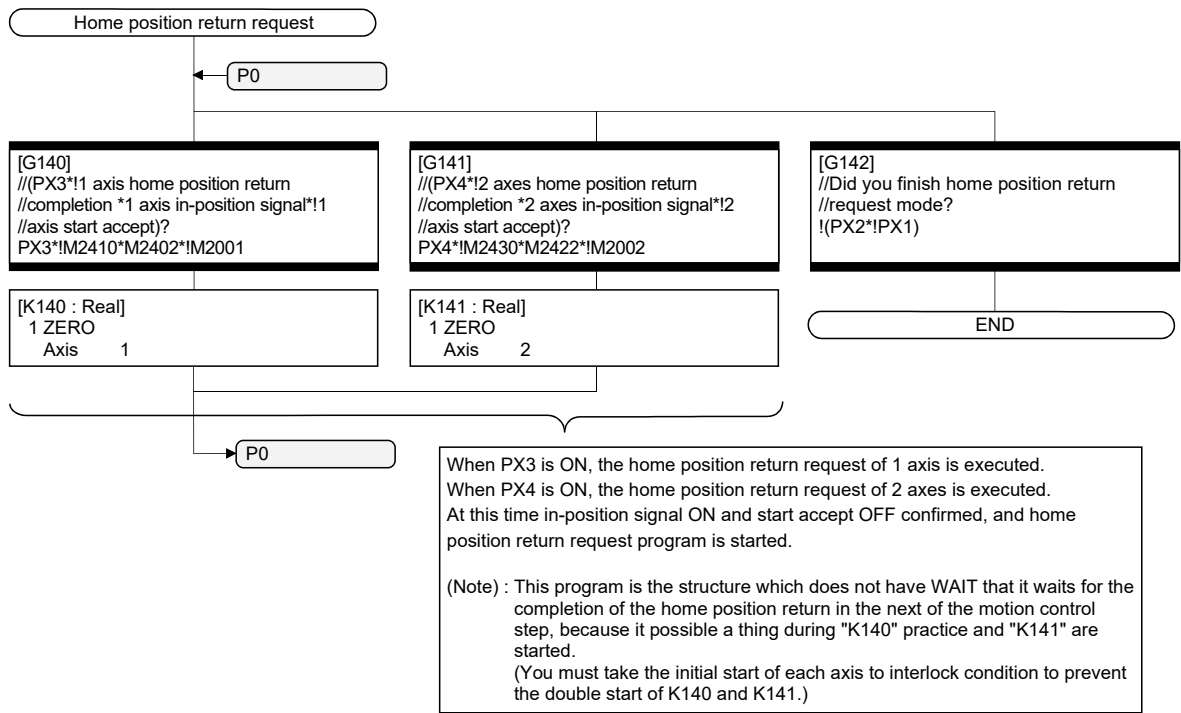 Home position return request
P0
[G140]
//(PX3*!1 axis home position return
//completion *1 axis in-position signal*!1
//axis start accept)?
PX3*!M2410*M2402*!M2001
[G141]
//(PX4*!2 axes home position return
//completion *2 axes in-position signal*!2
//axis start accept)?
PX4*!M2430*M2422*!M2002
[G142]
//Did you finish home position return
//request mode?
!(PX2*!PX1)
[K140 : Real]
1 ZERO
Axis 1
[K141 : Real]
1 ZERO
Axis 2
END
P0
When PX3 is ON, the home position return request of 1 axis is executed.
When PX4 is ON, the home position return request of 2 axes is executed.
At this time in-position signal ON and start accept OFF confirmed, and home
position return request program is started.
(Note) : This program is the structure which does not have WAIT that it waits for the
completion of the home position return in the next of the motion control
step, because it possible a thing during "K140" practice and "K141" are
started.
(You must take the initial start of each axis to interlock condition to prevent
the double start of K140 and K141.)